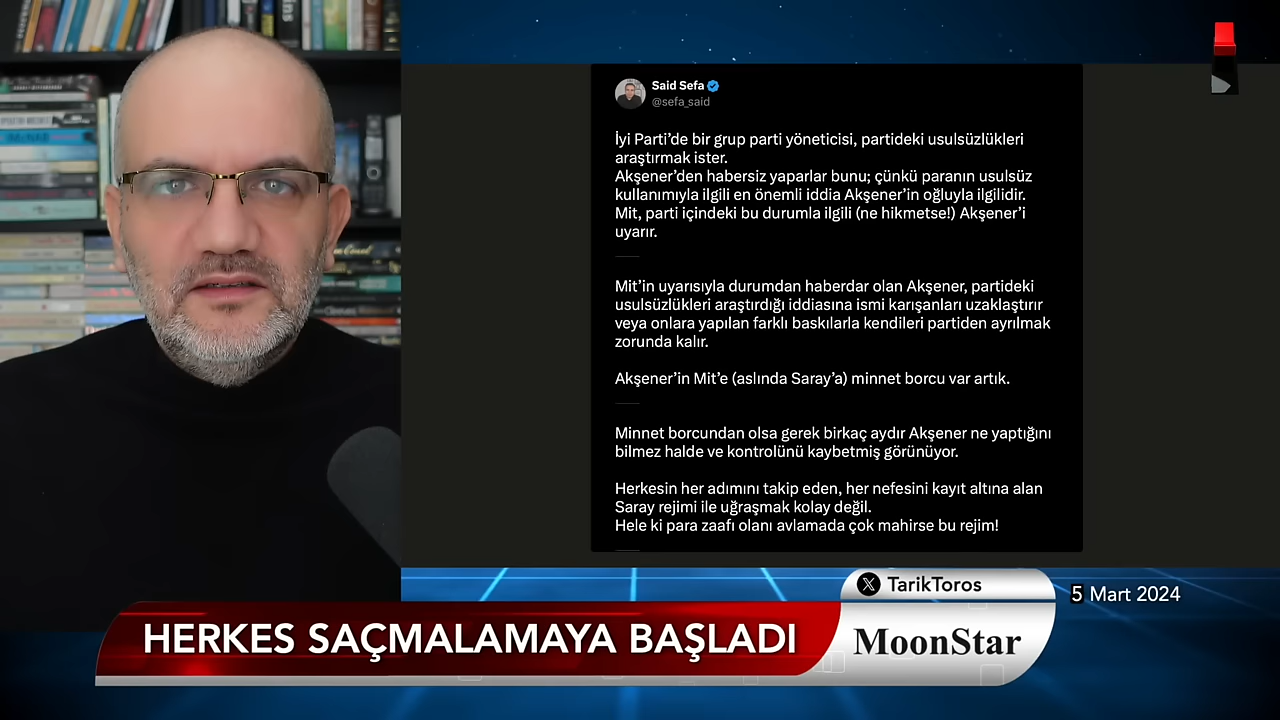 Said Sefa
@sefa_said
İyi Parti’de bir grup parti yöneticisi, partideki usulsüzlükleri
araştırmak ister.
Akşener’den habersiz yaparlar bunu; çünkü paranın usulsüz
kullanımıyla ilgili en önemli iddia Akşener’in oğluyla ilgilidir.
Mit, parti içindeki bu durumla ilgili (ne hikmetse!) Akşener’i
uyarır.
Mit’in uyarısıyla durumdan haberdar olan Akşener, partideki
usulsüzlükleri araştırdığı iddiasına ismi karışanları uzaklaştırır
veya onlara yapılan farklı baskılarla kendileri partiden ayrılmak
zorunda kalır.
Akşener’in Mit’e (aslında Saray’a) minnet borcu var artık.
Minnet borcundan olsa gerek birkaç aydır Akşener ne yaptığını
bilmez halde ve kontrolünü kaybetmiş görünüyor.
Herkesin her adımını takip eden, her nefesini kayıt altına alan
Saray rejimi ile uğraşmak kolay değil.
Hele ki para zaafı olanı avlamada çok mahirse bu rejim!
X TarikToros
5 Mart 2024
HERKES SAÇMALAMAYA BAŞLADI
MoonStar